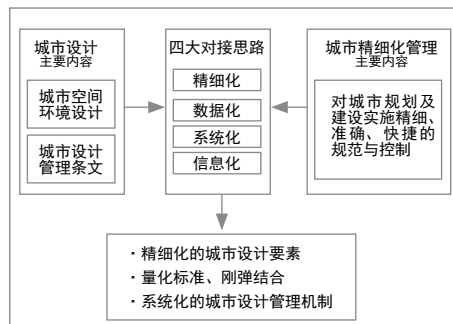 城市设计
主要内容
城市空间
环境设计
城市设计
管理条文
四大对接思路
精细化
数据化
系统化
信息化
城市精细化管理
主要内容
对城市规划及
建设实施精细、
准确、快捷的
规范与控制
· 精细化的城市设计要素
· 量化标准、刚弹结合
· 系统化的城市设计管理机制